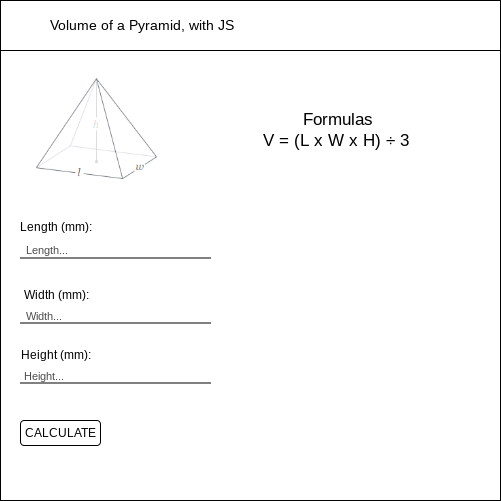 Volume of a Pyramid, with JS
h
l
w
Formulas
V = (L x W x H) ÷ 3
Length (mm):
Length...
Width (mm):
Width...
Height (mm):
Height...
CALCULATE